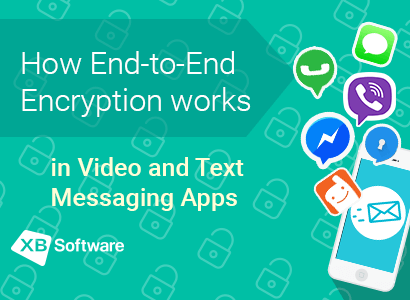 How End-to-End
Encryption works
in Video and Text
Messaging Apps
XB Software